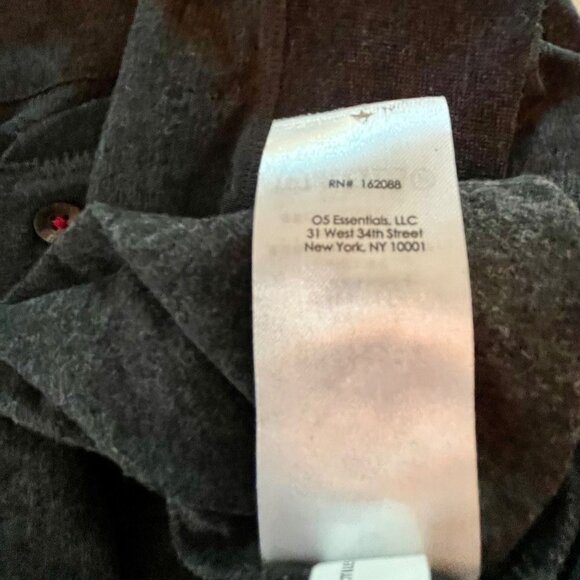 RN# 162088
O5 Essentials, LLC
31 West 34th Street
New York, NY 10001